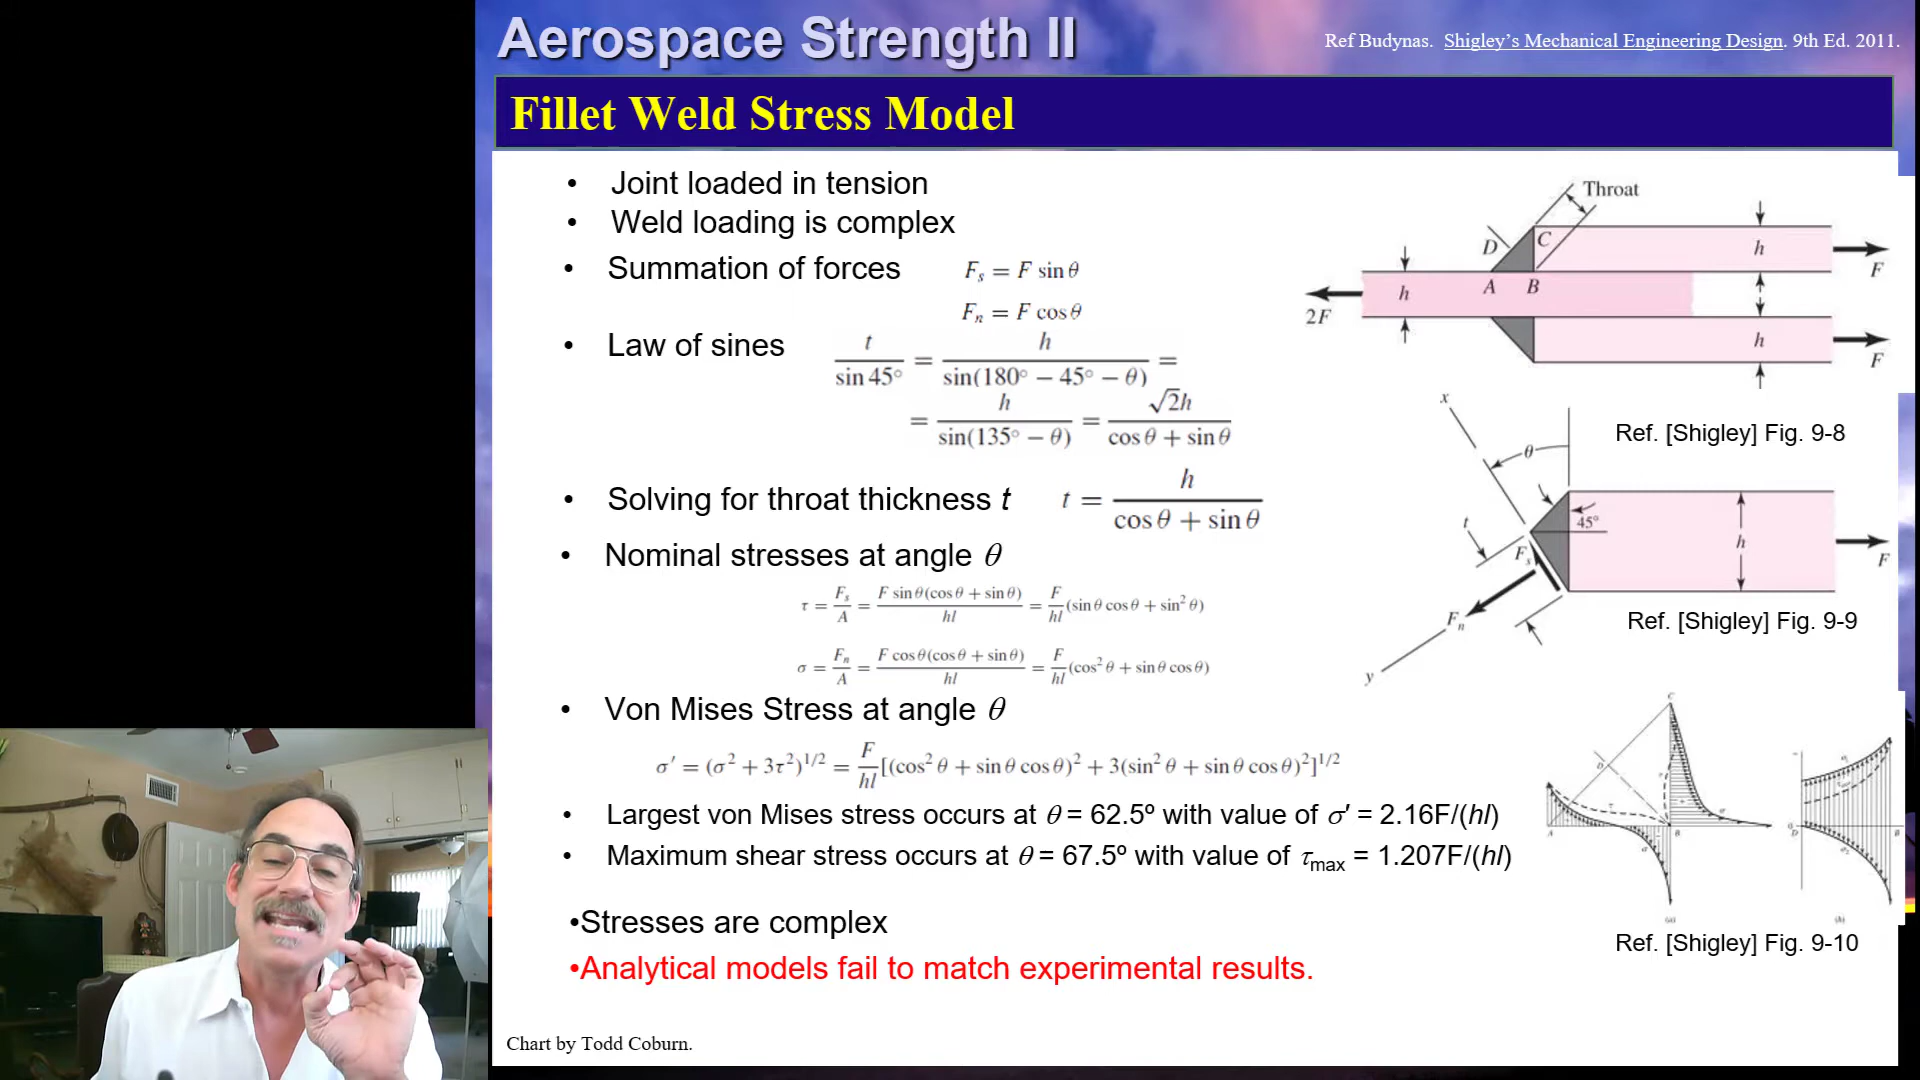 Aerospace Strength II
Ref Budynas. Shigley's Mechanical Engineering Design. 9th Ed. 2011.
Fillet Weld Stress Model
• Joint loaded in tension
• Weld loading is complex
• Summation of forces F_s = F sin θ
F_n = F cos θ
• Law of sines t / sin 45° = h / sin(180° − 45° − θ) =
= h / sin(135° − θ) = √2h / cos θ + sin θ
• Solving for throat thickness t t = h / cos θ + sin θ
• Nominal stresses at angle θ
τ = F_s / A = F sin θ(cos θ + sin θ) / hl = F / hl (sin θ cos θ + sin² θ)
σ = F_n / A = F cos θ(cos θ + sin θ) / hl = F / hl (cos² θ + sin θ cos θ)
• Von Mises Stress at angle θ
σ′ = (σ² + 3τ²)^1/2 = F / hl [(cos² θ + sin θ cos θ)² + 3(sin² θ + sin θ cos θ)²]^1/2
• Largest von Mises stress occurs at θ = 62.5º with value of σ′ = 2.16F/(hl)
• Maximum shear stress occurs at θ = 67.5º with value of τ_max = 1.207F/(hl)
•Stresses are complex
•Analytical models fail to match experimental results.
Chart by Todd Coburn.
Throat
D
C
h
F
A
B
h
2F
h
F
Ref. [Shigley] Fig. 9-8
x
θ
45°
t
F_s
h
F
F_n
y
Ref. [Shigley] Fig. 9-9
C
D
A
B
D
B
(a)
(b)
Ref. [Shigley] Fig. 9-10